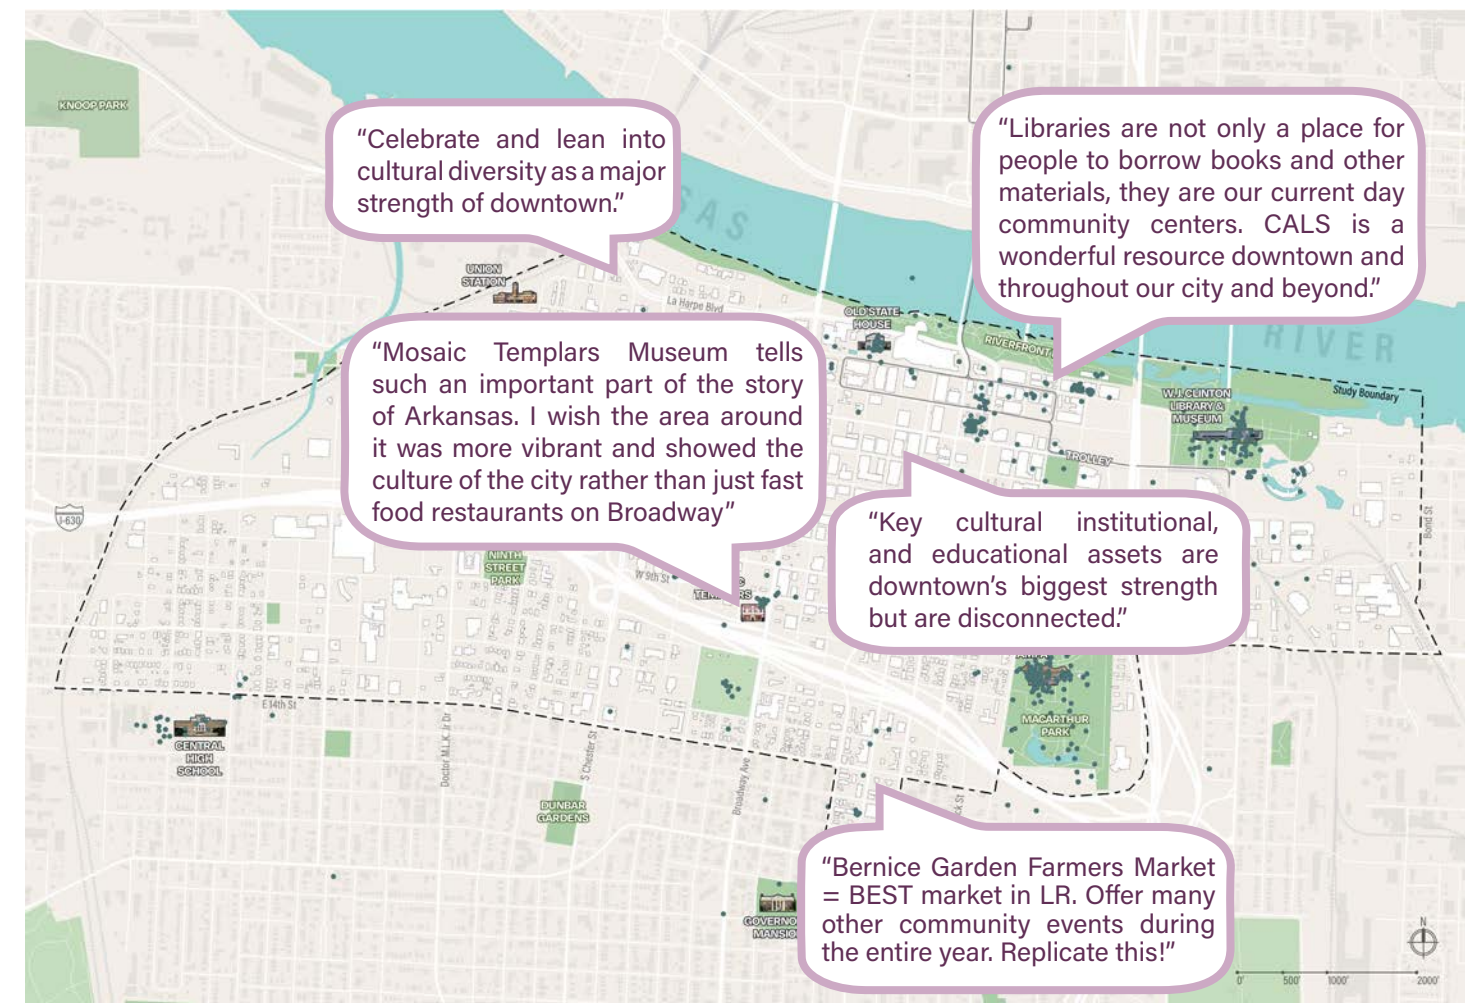 KNOOP PARK
“Celebrate and lean into
cultural diversity as a major
strength of downtown.”
“Libraries are not only a place for
people to borrow books and other
materials, they are our current day
community centers. CALS is a
wonderful resource downtown and
throughout our city and beyond.”
SAS
RIVER
UNION
STATION
La Harpe Blvd
OLD STATE
HOUSE
RIVERFRONT
“Mosaic Templars Museum tells
such an important part of the story
of Arkansas. I wish the area around
it was more vibrant and showed the
culture of the city rather than just fast
food restaurants on Broadway”
W.J. CLINTON
LIBRARY &
MUSEUM
Study Boundary
TROLLEY
I-630
Bond St
“Key cultural institutional,
and educational assets are
downtown’s biggest strength
but are disconnected.”
NINTH
STREET
PARK
W 9th St
MACARTHUR
PARK
E 14th St
CENTRAL
HIGH
SCHOOL
Doctor M.L.K. Jr Dr
S Chester St
Broadway Ave
DUNBAR
GARDENS
“Bernice Garden Farmers Market
= BEST market in LR. Offer many
other community events during
the entire year. Replicate this!”
GOVERNO
MANSIO
N
0' 500' 1000' 2000'